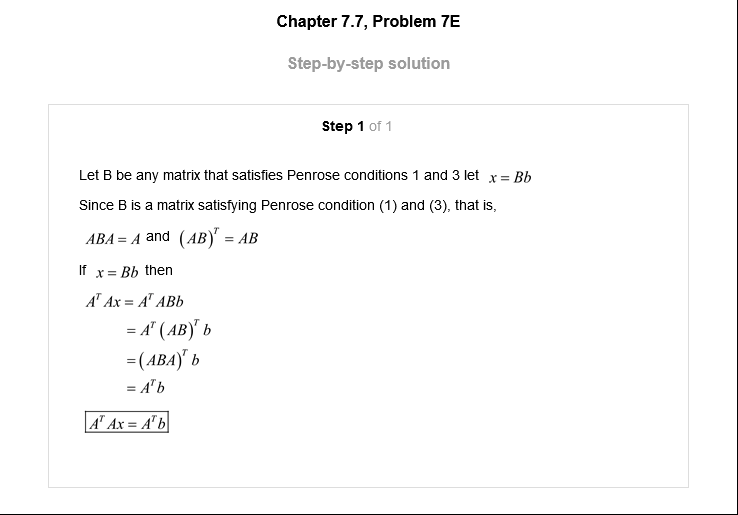 Chapter 7.7, Problem 7E
Step-by-step solution
Step 1 of 1
Let B be any matrix that satisfies Penrose conditions 1 and 3 let x = Bb
Since B is a matrix satisfying Penrose condition (1) and (3), that is,
ABA = A and (AB)^T = AB
If x = Bb then
A^T Ax = A^T ABb
= A^T (AB)^T b
= (ABA)^T b
= A^T b
A^T Ax = A^T b